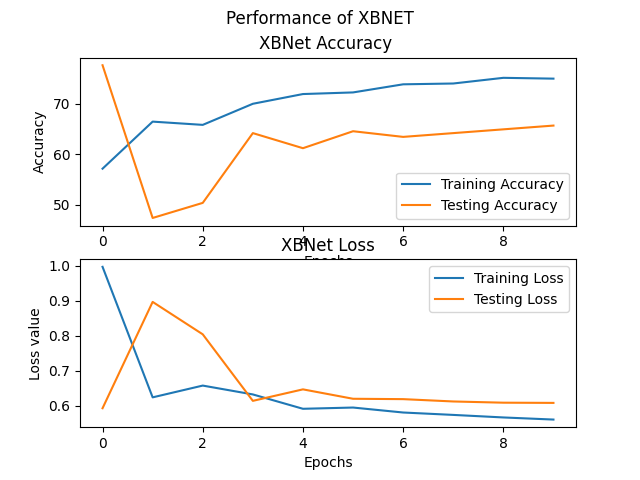 Performance of XBNET
XBNet Accuracy
Accuracy
70
60
50
Training Accuracy
Testing Accuracy
0 2 4 6 8
Epochs
XBNet Loss
Loss value
1.0
0.9
0.8
0.7
0.6
Training Loss
Testing Loss
0 2 4 6 8
Epochs